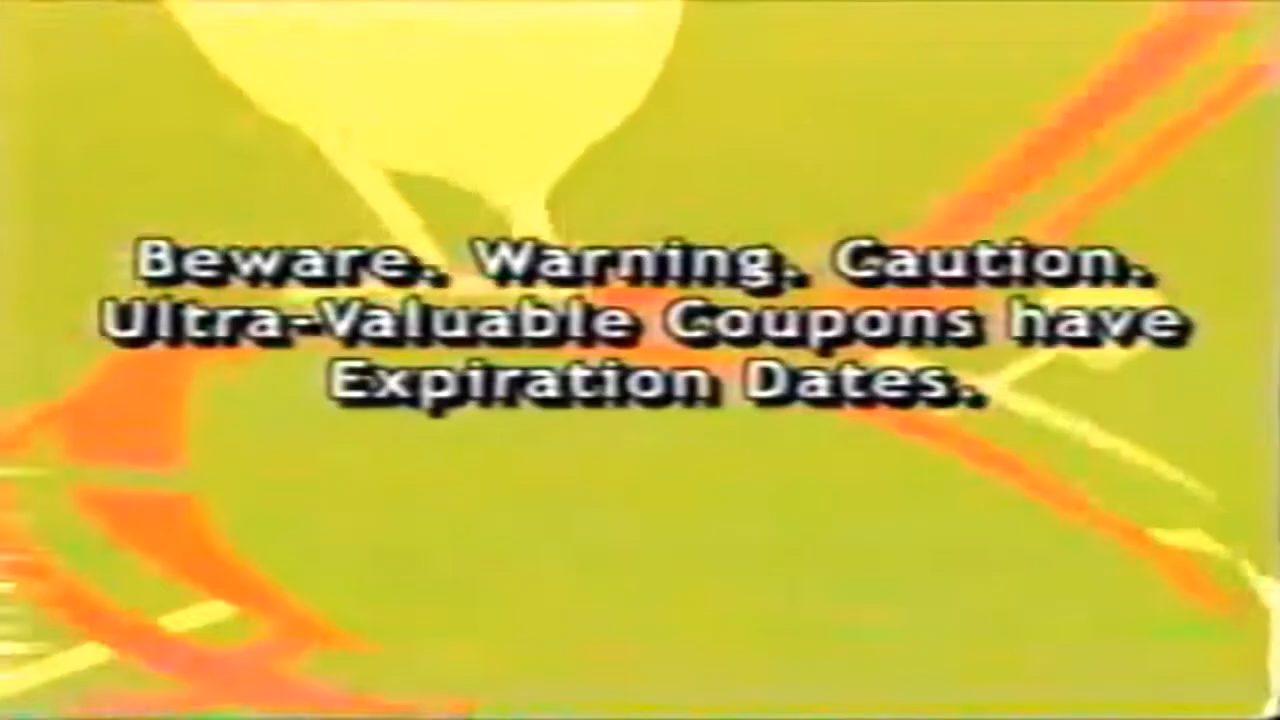 Beware. Warning. Caution.
Ultra-Valuable Coupons have
Expiration Dates.